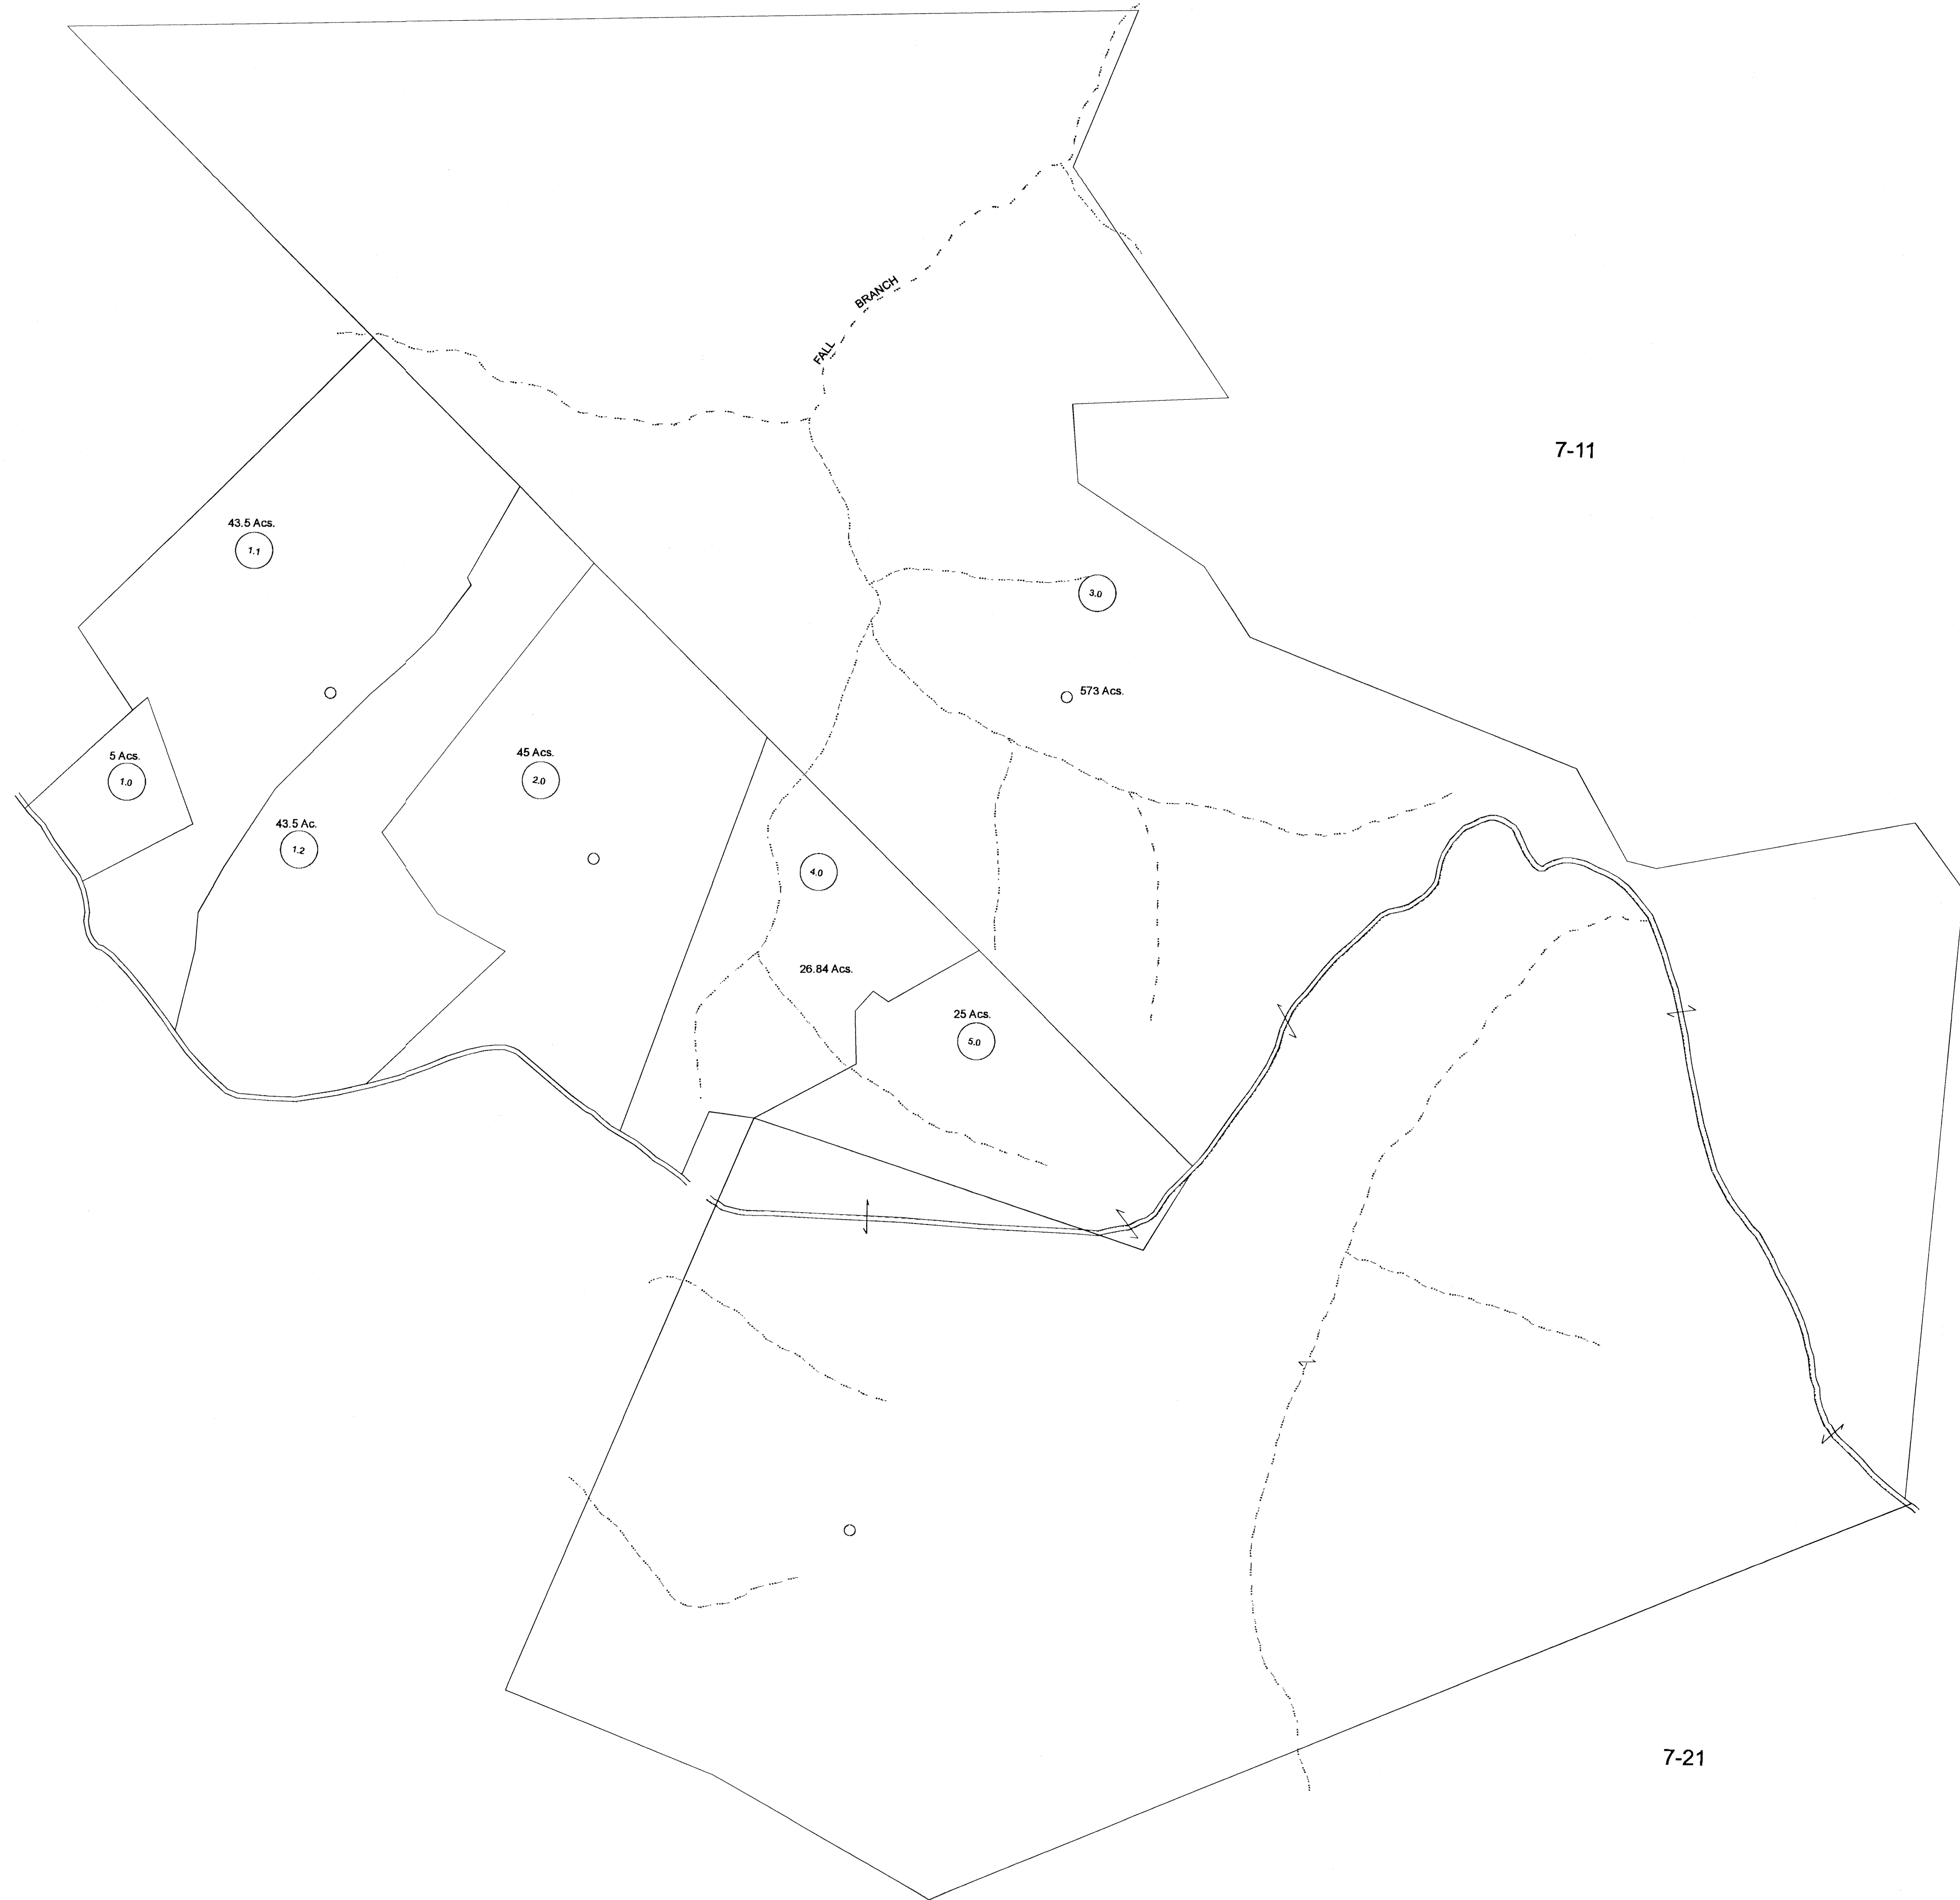 BRANCH
FALL
7-11
43.5 Acs.
1.1
3.0
573 Acs.
5 Acs.
1.0
45 Acs.
2.0
43.5 Ac.
1.2
4.0
26.84 Acs.
25 Acs.
5.0
7-21